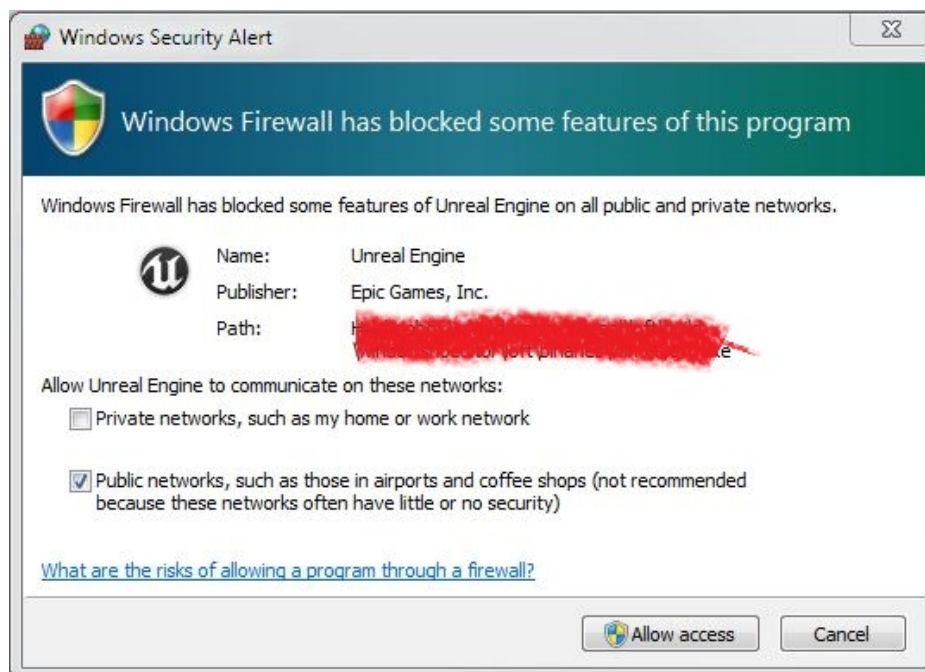 Windows Security Alert
Windows Firewall has blocked some features of this program
Windows Firewall has blocked some features of Unreal Engine on all public and private networks.
Name: Unreal Engine
Publisher: Epic Games, Inc.
Path:
Allow Unreal Engine to communicate on these networks:
Private networks, such as my home or work network
Public networks, such as those in airports and coffee shops (not recommended
because these networks often have little or no security)
What are the risks of allowing a program through a firewall?
Allow access Cancel